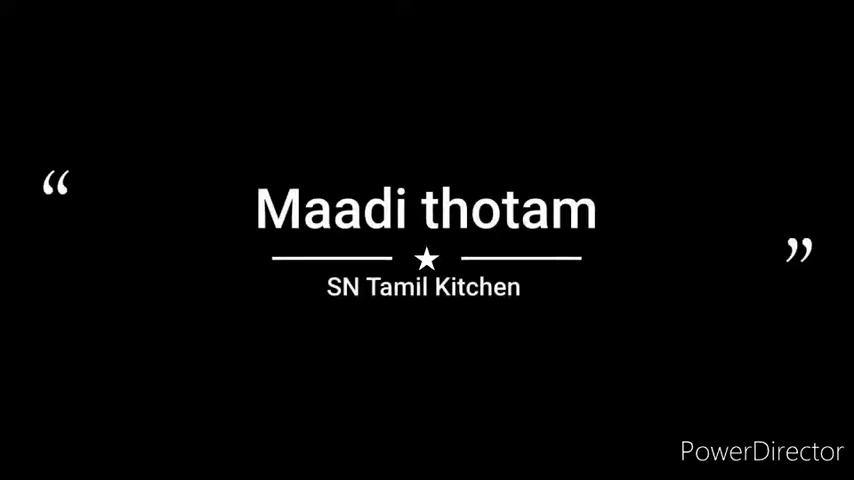 “
Maadi thotam
★
SN Tamil Kitchen
”
PowerDirector